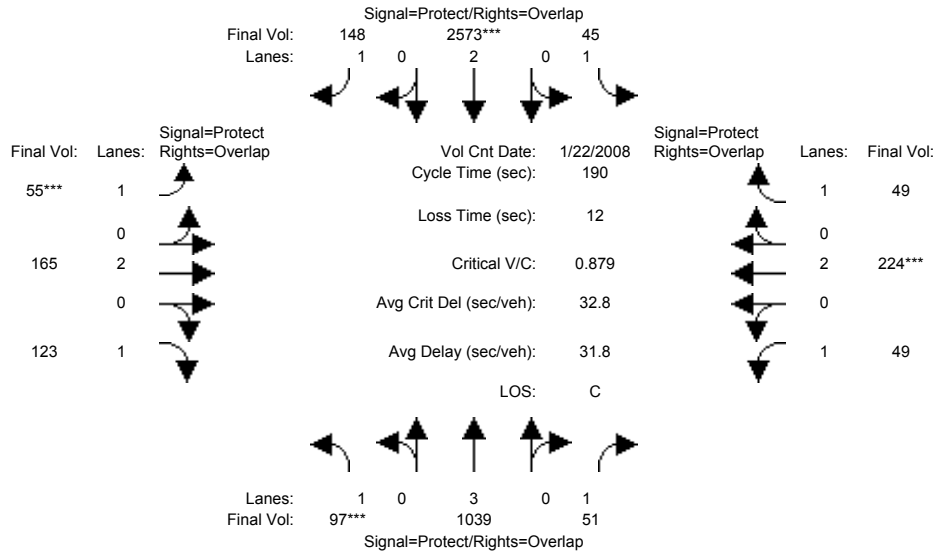 Signal=Protect/Rights=Overlap
Final Vol: 148 2573*** 45
Lanes: 1 0 2 0 1
Signal=Protect Signal=Protect
Final Vol: Lanes: Rights=Overlap Vol Cnt Date: 1/22/2008 Rights=Overlap Lanes: Final Vol:
Cycle Time (sec): 190
55*** 1 1 49
Loss Time (sec): 12
0 0
165 2 Critical V/C: 0.879 2 224***
0 Avg Crit Del (sec/veh): 32.8 0
123 1 Avg Delay (sec/veh): 31.8 1 49
LOS: C
Lanes: 1 0 3 0 1
Final Vol: 97*** 1039 51
Signal=Protect/Rights=Overlap